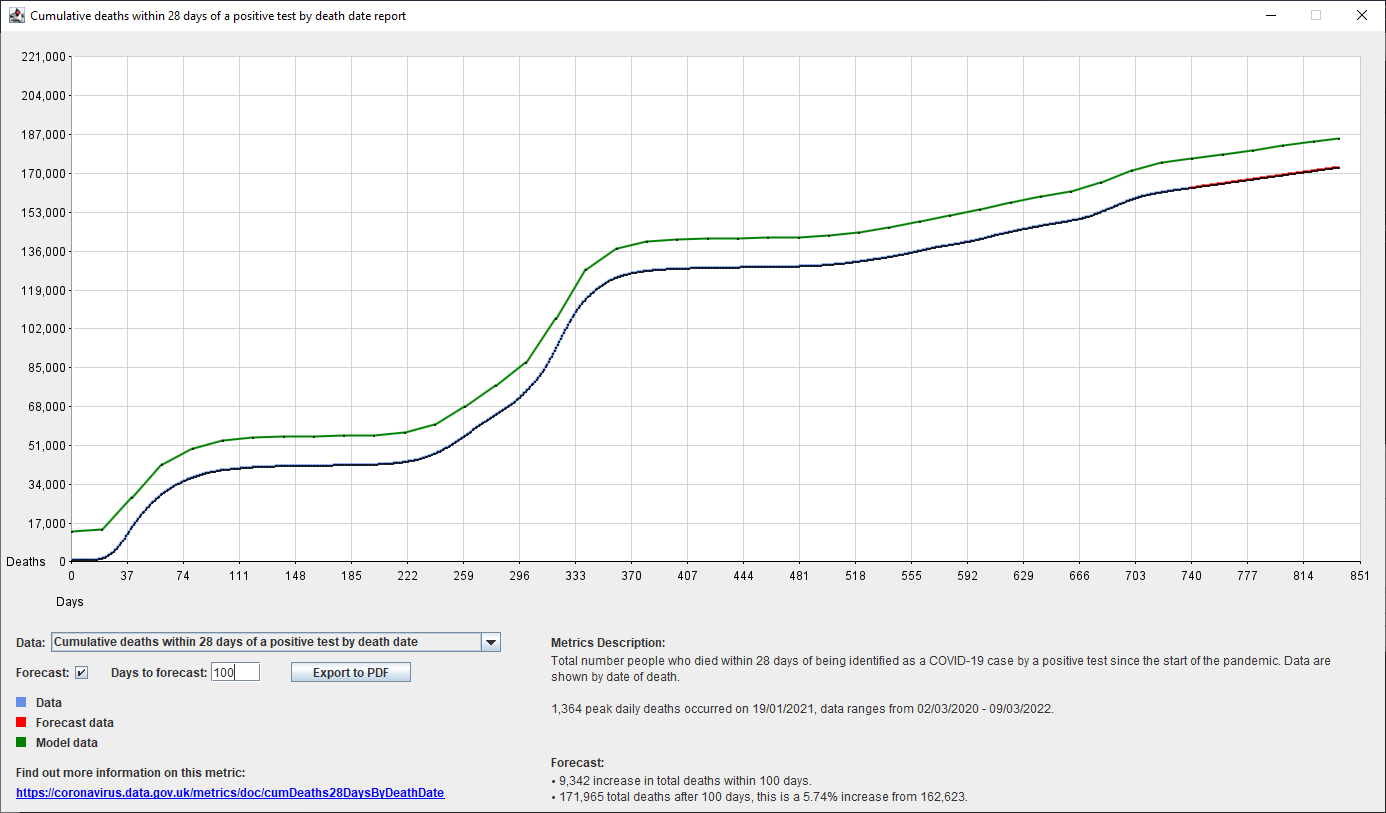 Cumulative deaths within 28 days of a positive test by death date report
221,000
204,000
187,000
170,000
153,000
136,000
119,000
102,000
85,000
68,000
51,000
34,000
17,000
Deaths 0
0 37 74 111 148 185 222 259 296 333 370 407 444 481 518 555 592 629 666 703 740 777 814 851
Days
Data: Cumulative deaths within 28 days of a positive test by death date
Forecast: Days to forecast: 100 Export to PDF
Data
Forecast data
Model data
Find out more information on this metric:
https://coronavirus.data.gov.uk/metrics/doc/cumDeaths28DaysByDeathDate
Metrics Description:
Total number people who died within 28 days of being identified as a COVID-19 case by a positive test since the start of the pandemic. Data are
shown by date of death.
1,364 peak daily deaths occurred on 19/01/2021, data ranges from 02/03/2020 - 09/03/2022.
Forecast:
• 9,342 increase in total deaths within 100 days.
• 171,965 total deaths after 100 days, this is a 5.74% increase from 162,623.